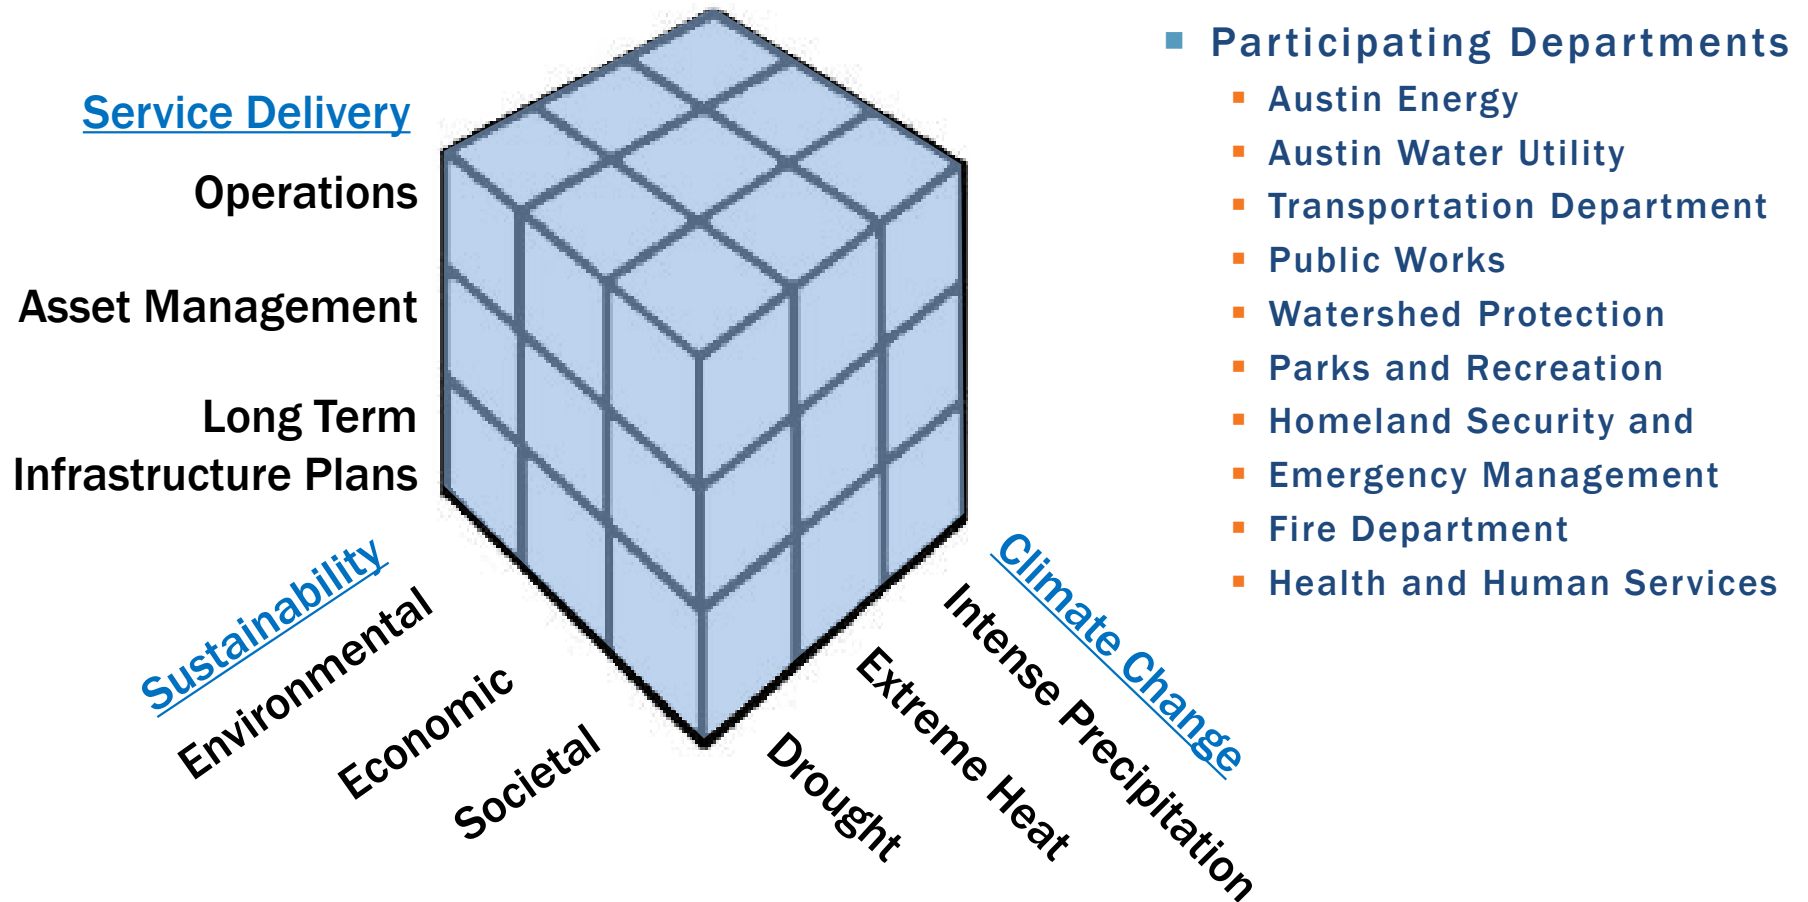 Service Delivery
Operations
Asset Management
Long Term
Infrastructure Plans
Sustainability
Environmental
Economic
Societal
Climate Change
Intense Precipitation
Extreme Heat
Drought
Participating Departments
Austin Energy
Austin Water Utility
Transportation Department
Public Works
Watershed Protection
Parks and Recreation
Homeland Security and
Emergency Management
Fire Department
Health and Human Services